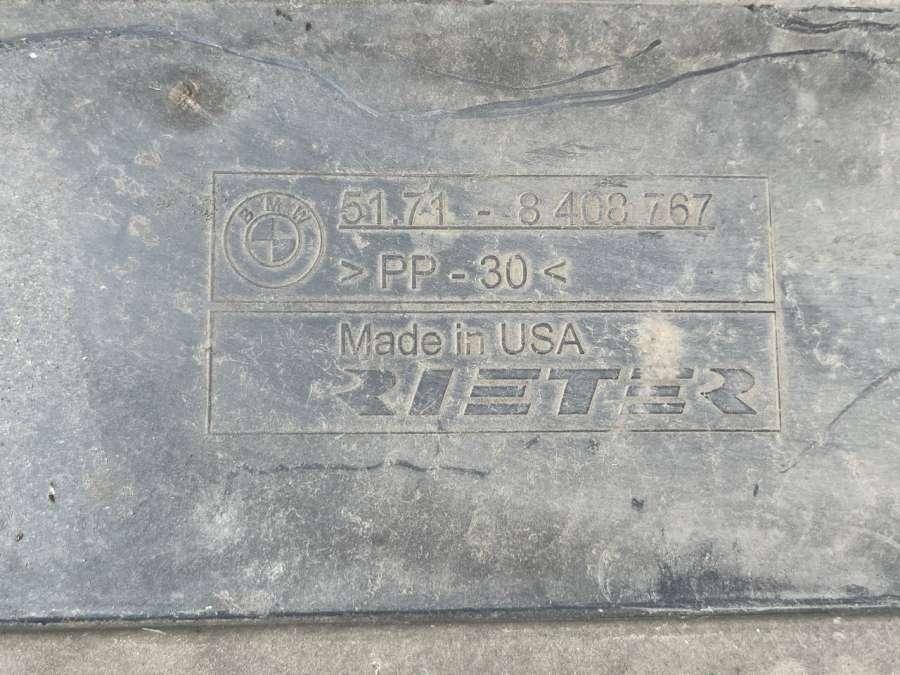 BMW
51.71 - 8 408 767
>PP-30<
Made in USA
RIETER